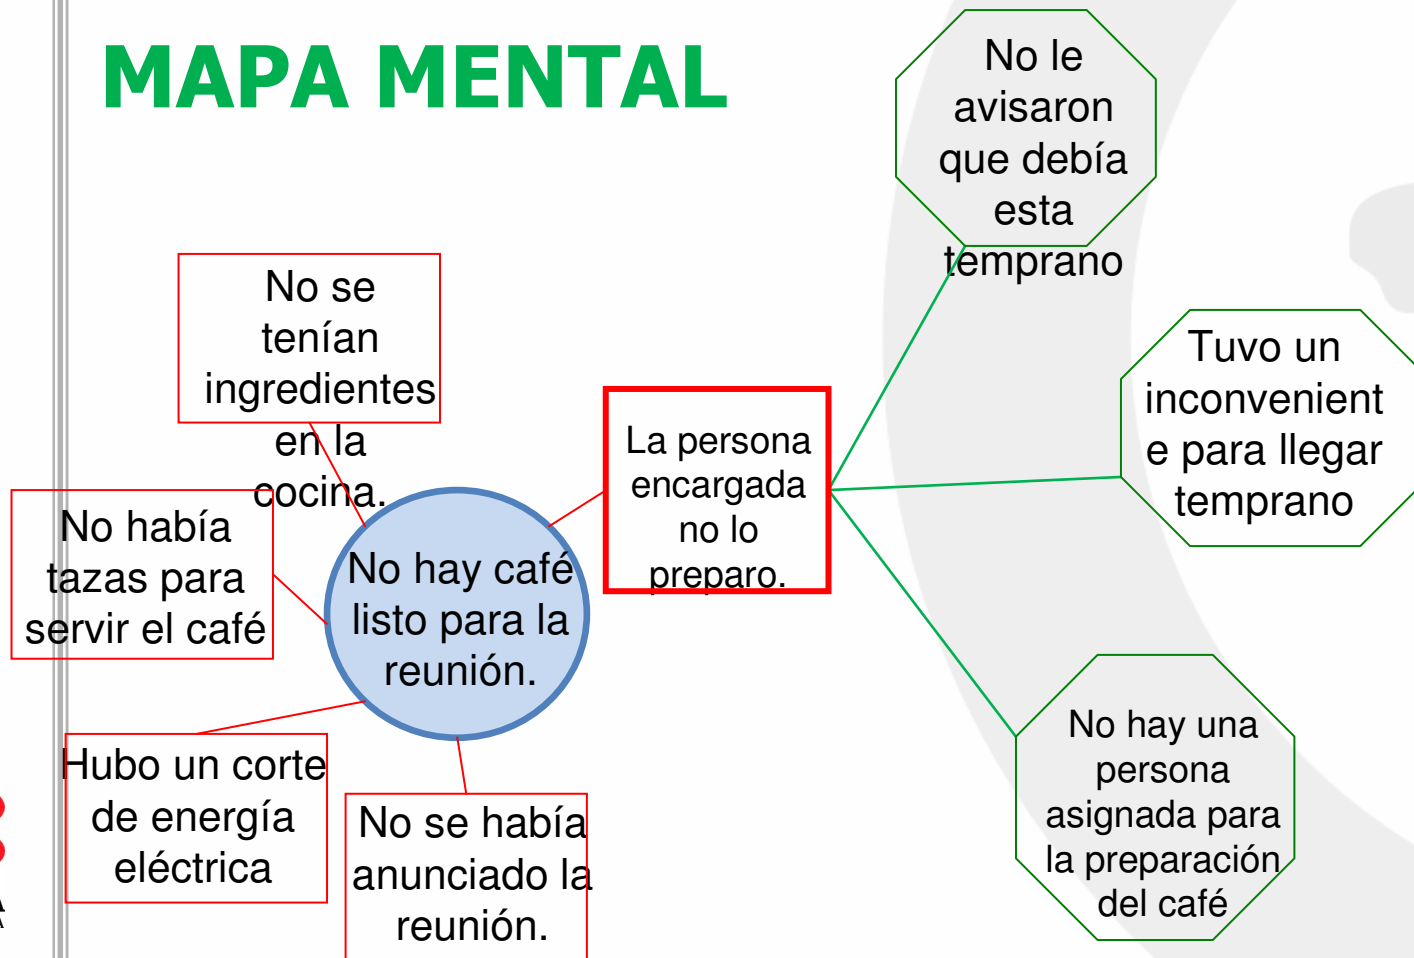 MAPA MENTAL
No le
avisaron
que debía
esta
temprano
No se
tenían
ingredientes
en la
cocina.
Tuvo un
inconvenient
e para llegar
temprano
La persona
encargada
no lo
preparo.
No había
tazas para
servir el café
No hay café
listo para la
reunión.
No hay una
persona
asignada para
la preparación
del café
Hubo un corte
de energía
eléctrica
No se había
anunciado la
reunión.